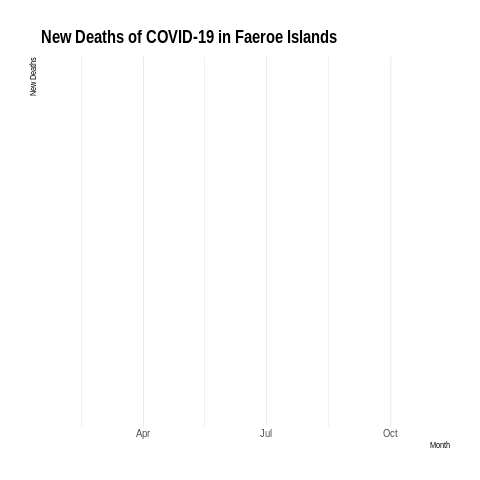 New Deaths of COVID-19 in Faeroe Islands
New Deaths
Apr
Jul
Oct
Month